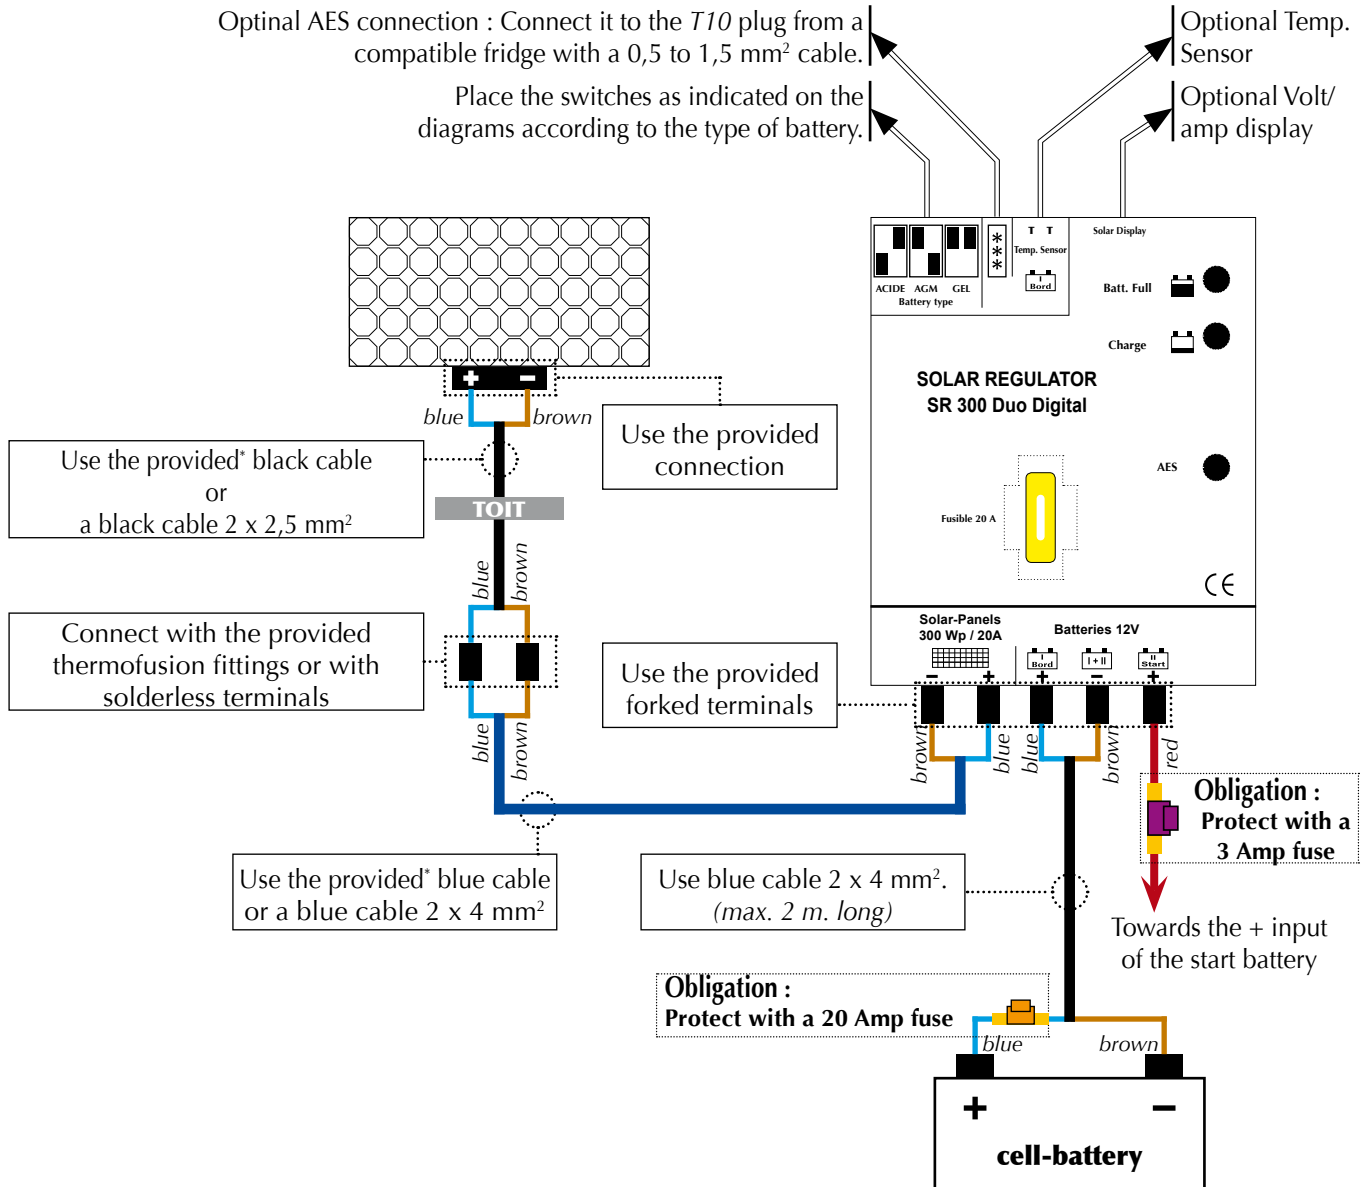 Optinal AES connection : Connect it to the T10 plug from a
compatible fridge with a 0,5 to 1,5 mm² cable.
Place the switches as indicated on the
diagrams according to the type of battery.
Optional Temp.
Sensor
Optional Volt/
amp display
ACIDE AGM GEL
Battery type
***
T T
Temp. Sensor
I
Bord
Solar Display
Batt. Full
Charge
SOLAR REGULATOR
SR 300 Duo Digital
AES
Fusible 20 A
CE
Solar-Panels
300 Wp / 20A
Batteries 12V
I
Bord
I + II
II
Start
− + + − +
+ −
blue brown
Use the provided
connection
Use the provided* black cable
or
a black cable 2 x 2,5 mm²
TOIT
blue brown
Connect with the provided
thermofusion fittings or with
solderless terminals
blue brown
Use the provided
forked terminals
brown blue blue brown red
Obligation :
Protect with a
3 Amp fuse
Use the provided* blue cable
or a blue cable 2 x 4 mm²
Use blue cable 2 x 4 mm².
(max. 2 m. long)
Towards the + input
of the start battery
Obligation :
Protect with a 20 Amp fuse
blue brown
+ −
cell-battery